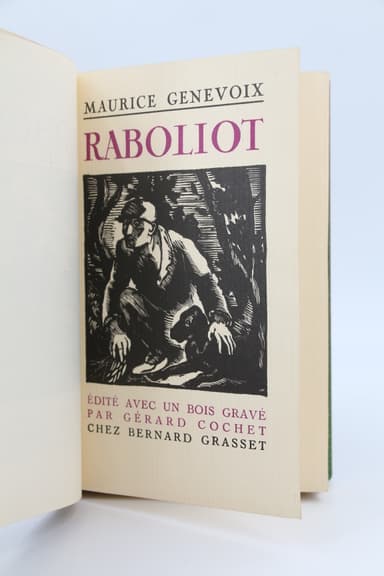 MAURICE GENEVOIX
RABOLIOT
ÉDITÉ AVEC UN BOIS GRAVÉ
PAR GÉRARD COCHET
CHEZ BERNARD GRASSET